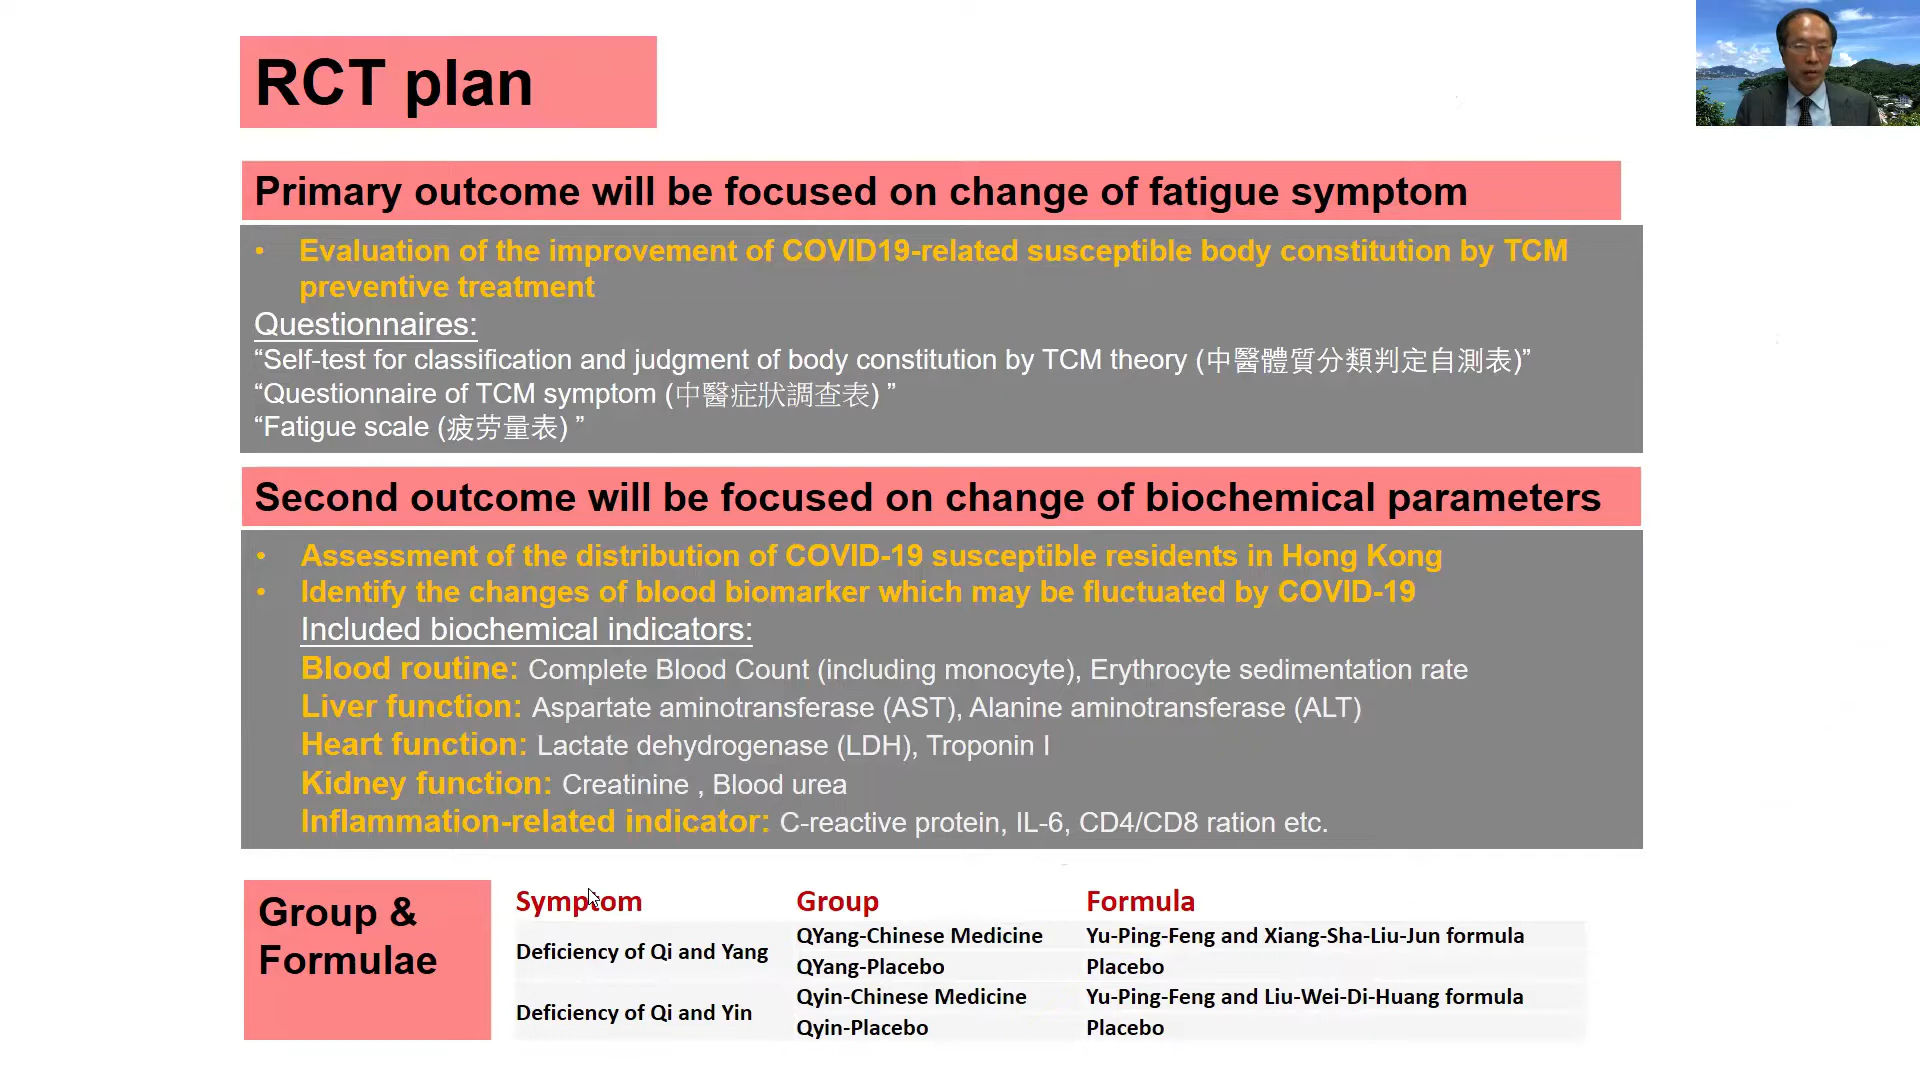 RCT plan
Primary outcome will be focused on change of fatigue symptom
• Evaluation of the improvement of COVID19-related susceptible body constitution by TCM
preventive treatment
Questionnaires:
“Self-test for classification and judgment of body constitution by TCM theory (中醫體質分類判定自測表)”
“Questionnaire of TCM symptom (中醫症狀調查表) ”
“Fatigue scale (疲劳量表) ”
Second outcome will be focused on change of biochemical parameters
• Assessment of the distribution of COVID-19 susceptible residents in Hong Kong
• Identify the changes of blood biomarker which may be fluctuated by COVID-19
Included biochemical indicators:
Blood routine: Complete Blood Count (including monocyte), Erythrocyte sedimentation rate
Liver function: Aspartate aminotransferase (AST), Alanine aminotransferase (ALT)
Heart function: Lactate dehydrogenase (LDH), Troponin I
Kidney function: Creatinine , Blood urea
Inflammation-related indicator: C-reactive protein, IL-6, CD4/CD8 ration etc.
Group &
Formulae
Symptom Group Formula
Deficiency of Qi and Yang
QYang-Chinese Medicine Yu-Ping-Feng and Xiang-Sha-Liu-Jun formula
QYang-Placebo Placebo
Deficiency of Qi and Yin
Qyin-Chinese Medicine Yu-Ping-Feng and Liu-Wei-Di-Huang formula
Qyin-Placebo Placebo